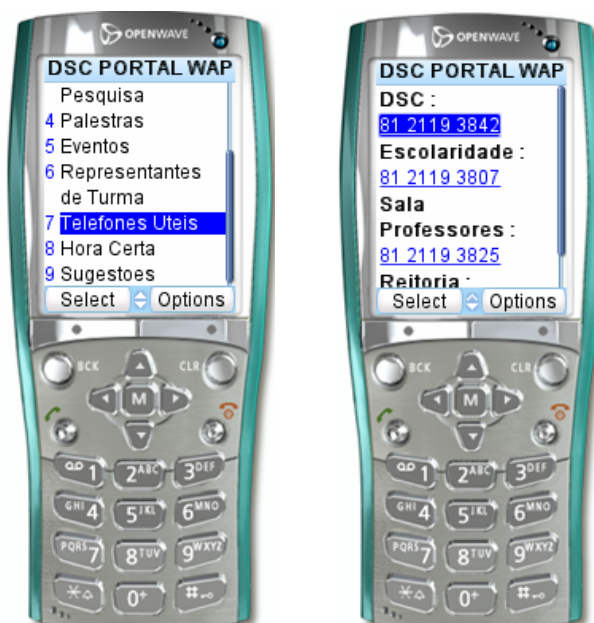 OPENWAVE
DSC PORTAL WAP
Pesquisa
4 Palestras
5 Eventos
6 Representantes
de Turma
7 Telefones Uteis
8 Hora Certa
9 Sugestoes
Select Options
BCK CLR
M
1 2ABC 3DEF
GHI4 5JKL 6MNO
PQRS7 8TUV 9WXYZ
* 0+ #
OPENWAVE
DSC PORTAL WAP
DSC :
81 2119 3842
Escolaridade :
81 2119 3807
Sala
Professores :
81 2119 3825
Reitoria :
Select Options
BCK CLR
M
1 2ABC 3DEF
GHI4 5JKL 6MNO
PQRS7 8TUV 9WXYZ
* 0+ #